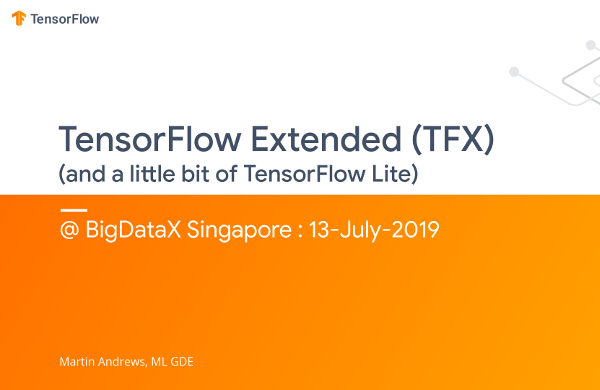 TensorFlow
TensorFlow Extended (TFX)
(and a little bit of TensorFlow Lite)
@ BigDataX Singapore : 13-July-2019
Martin Andrews, ML GDE